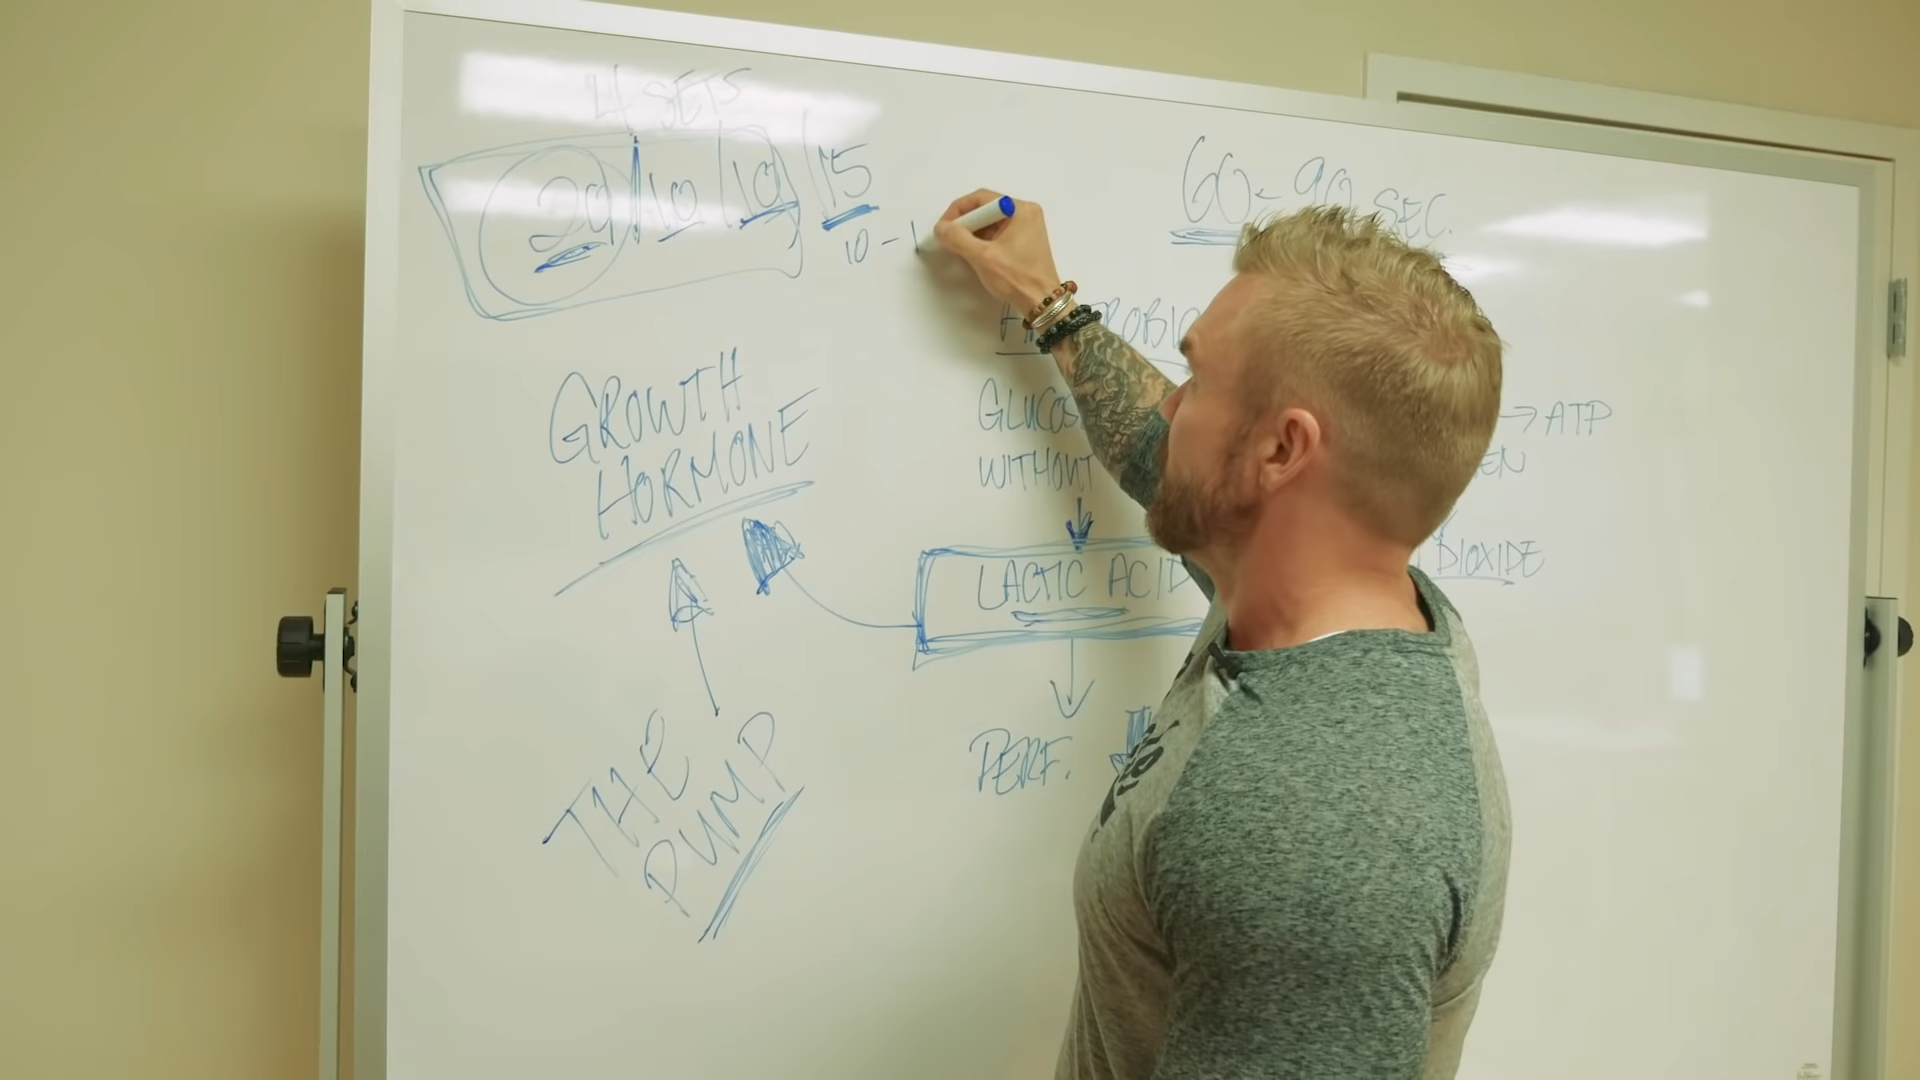 4 SETS
20 | 10 | 10 | 15
10 -
60 - 90 SEC.
GLUCOS
→ ATP
WITHOUT
EN
GROWTH
HORMONE
LACTIC ACID
DIOXIDE
PERF.
THE
PUMP